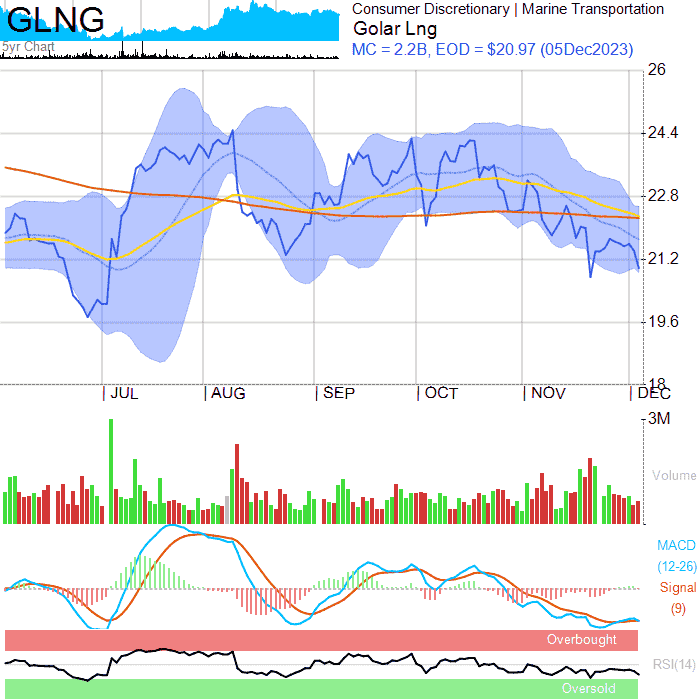 GLNG
Consumer Discretionary | Marine Transportation
Golar Lng
5yr Chart
MC = 2.2B, EOD = $20.97 (05Dec2023)
26
24.4
22.8
21.2
19.6
18
JUL AUG SEP OCT NOV DEC
3M
Volume
MACD
(12-26)
Signal
(9)
Overbought
RSI(14)
Oversold